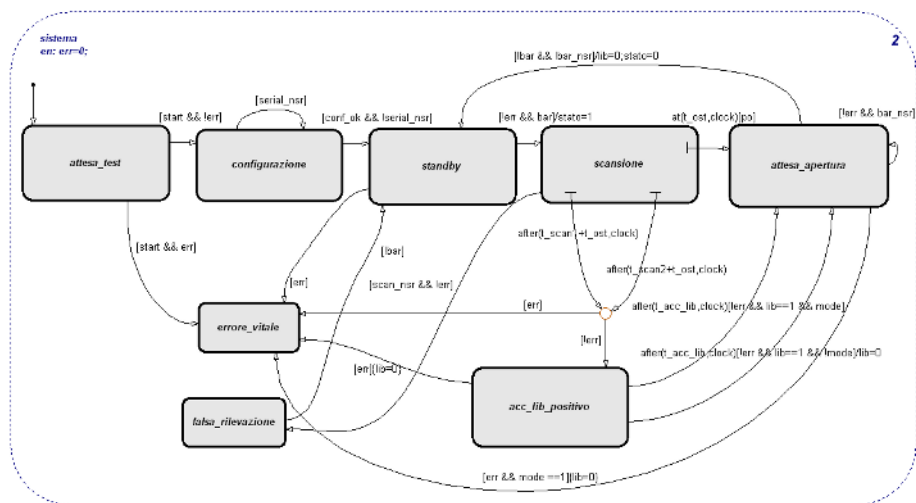 sistema
en: err=0;
2
[!bar && !bar_nsr]/lib=0;stato=0
[serial_nsr]
[start && !err]
[conf_ok && !serial_nsr]
[!err && bar]/stato=1
at(t_ost,clock)[po]
[!err && bar_nsr]
attesa_test
configurazione
standby
scansione
attesa_apertura
after(t_scan1+t_ost,clock)
[start && err]
[!bar]
after(t_scan2+t_ost,clock)
[err]
[scan_nsr && !err]
[err]
after(t_acc_lib,clock)[!err && lib==1 && mode]
errore_vitale
[!err]
after(t_acc_lib,clock)[!err && lib==1 && !mode]/lib=0
[err]{lib=0}
acc_lib_positivo
falsa_rilevazione
[err && mode ==1]{lib=0}